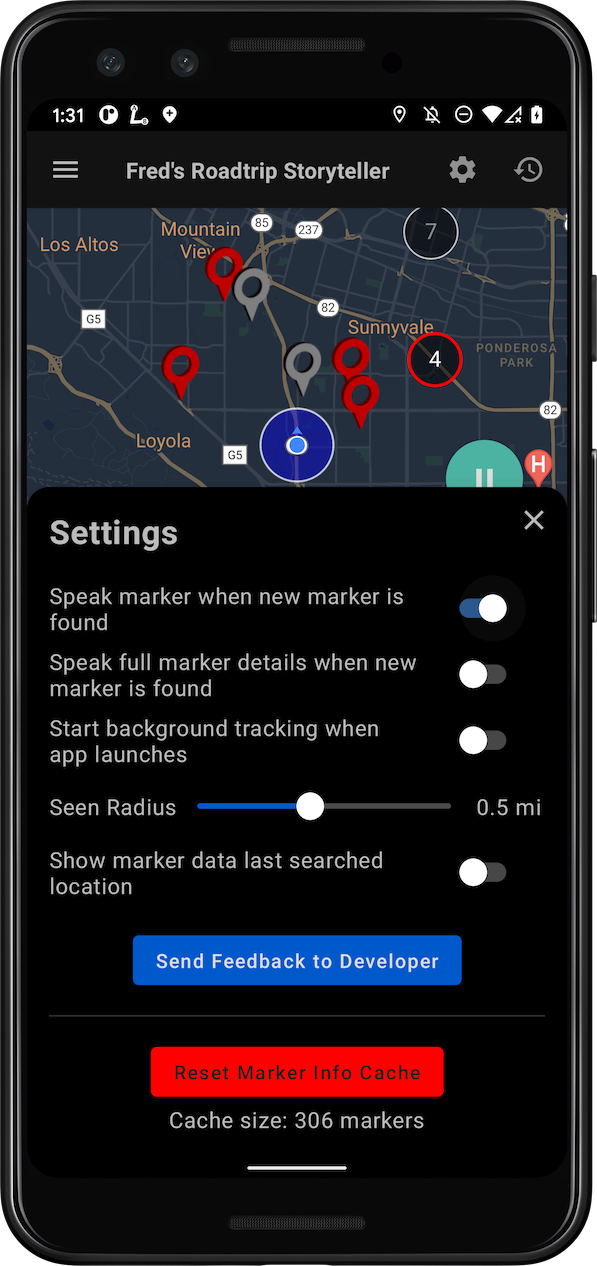 1:31
Fred's Roadtrip Storyteller
Mountain
View
85
237
7
Los Altos
G5
82
Sunnyvale
4
PONDEROSA
PARK
82
Loyola
G5
H
Settings
Speak marker when new marker is
found
Speak full marker details when new
marker is found
Start background tracking when
app launches
Seen Radius
0.5 mi
Show marker data last searched
location
Send Feedback to Developer
Reset Marker Info Cache
Cache size: 306 markers